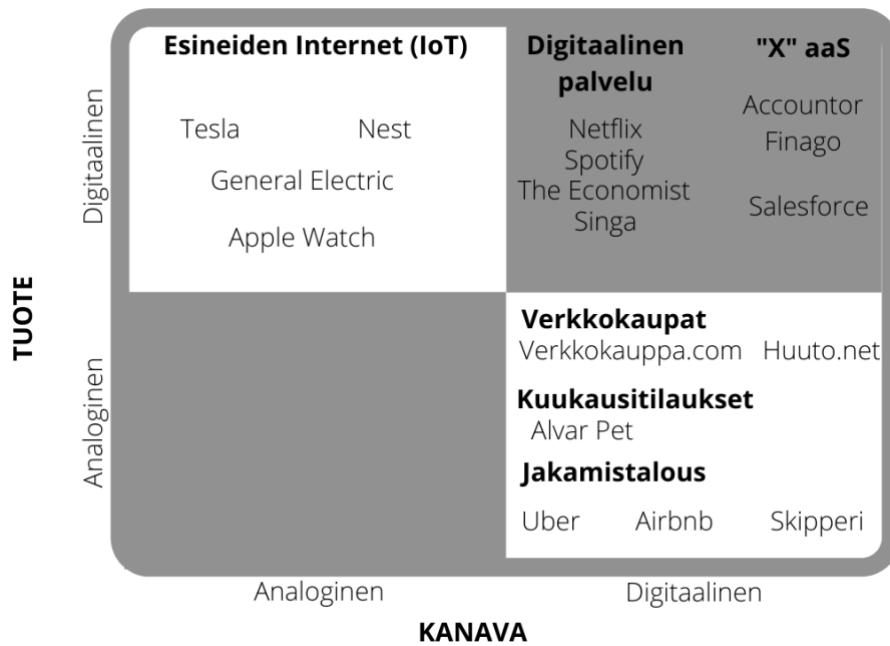 Esineiden Internet (IoT)
Tesla
Nest
General Electric
Apple Watch
Digitaalinen
palvelu
Netflix
Spotify
The Economist
Singa
"X" aaS
Accountor
Finago
Salesforce
Verkkokaupat
Verkkokauppa.com
Huuto.net
Kuukausitilaukset
Alvar Pet
Jakamistalous
Uber
Airbnb
Skipperi
TUOTE
Digitaalinen
Analoginen
Analoginen
Digitaalinen
KANAVA